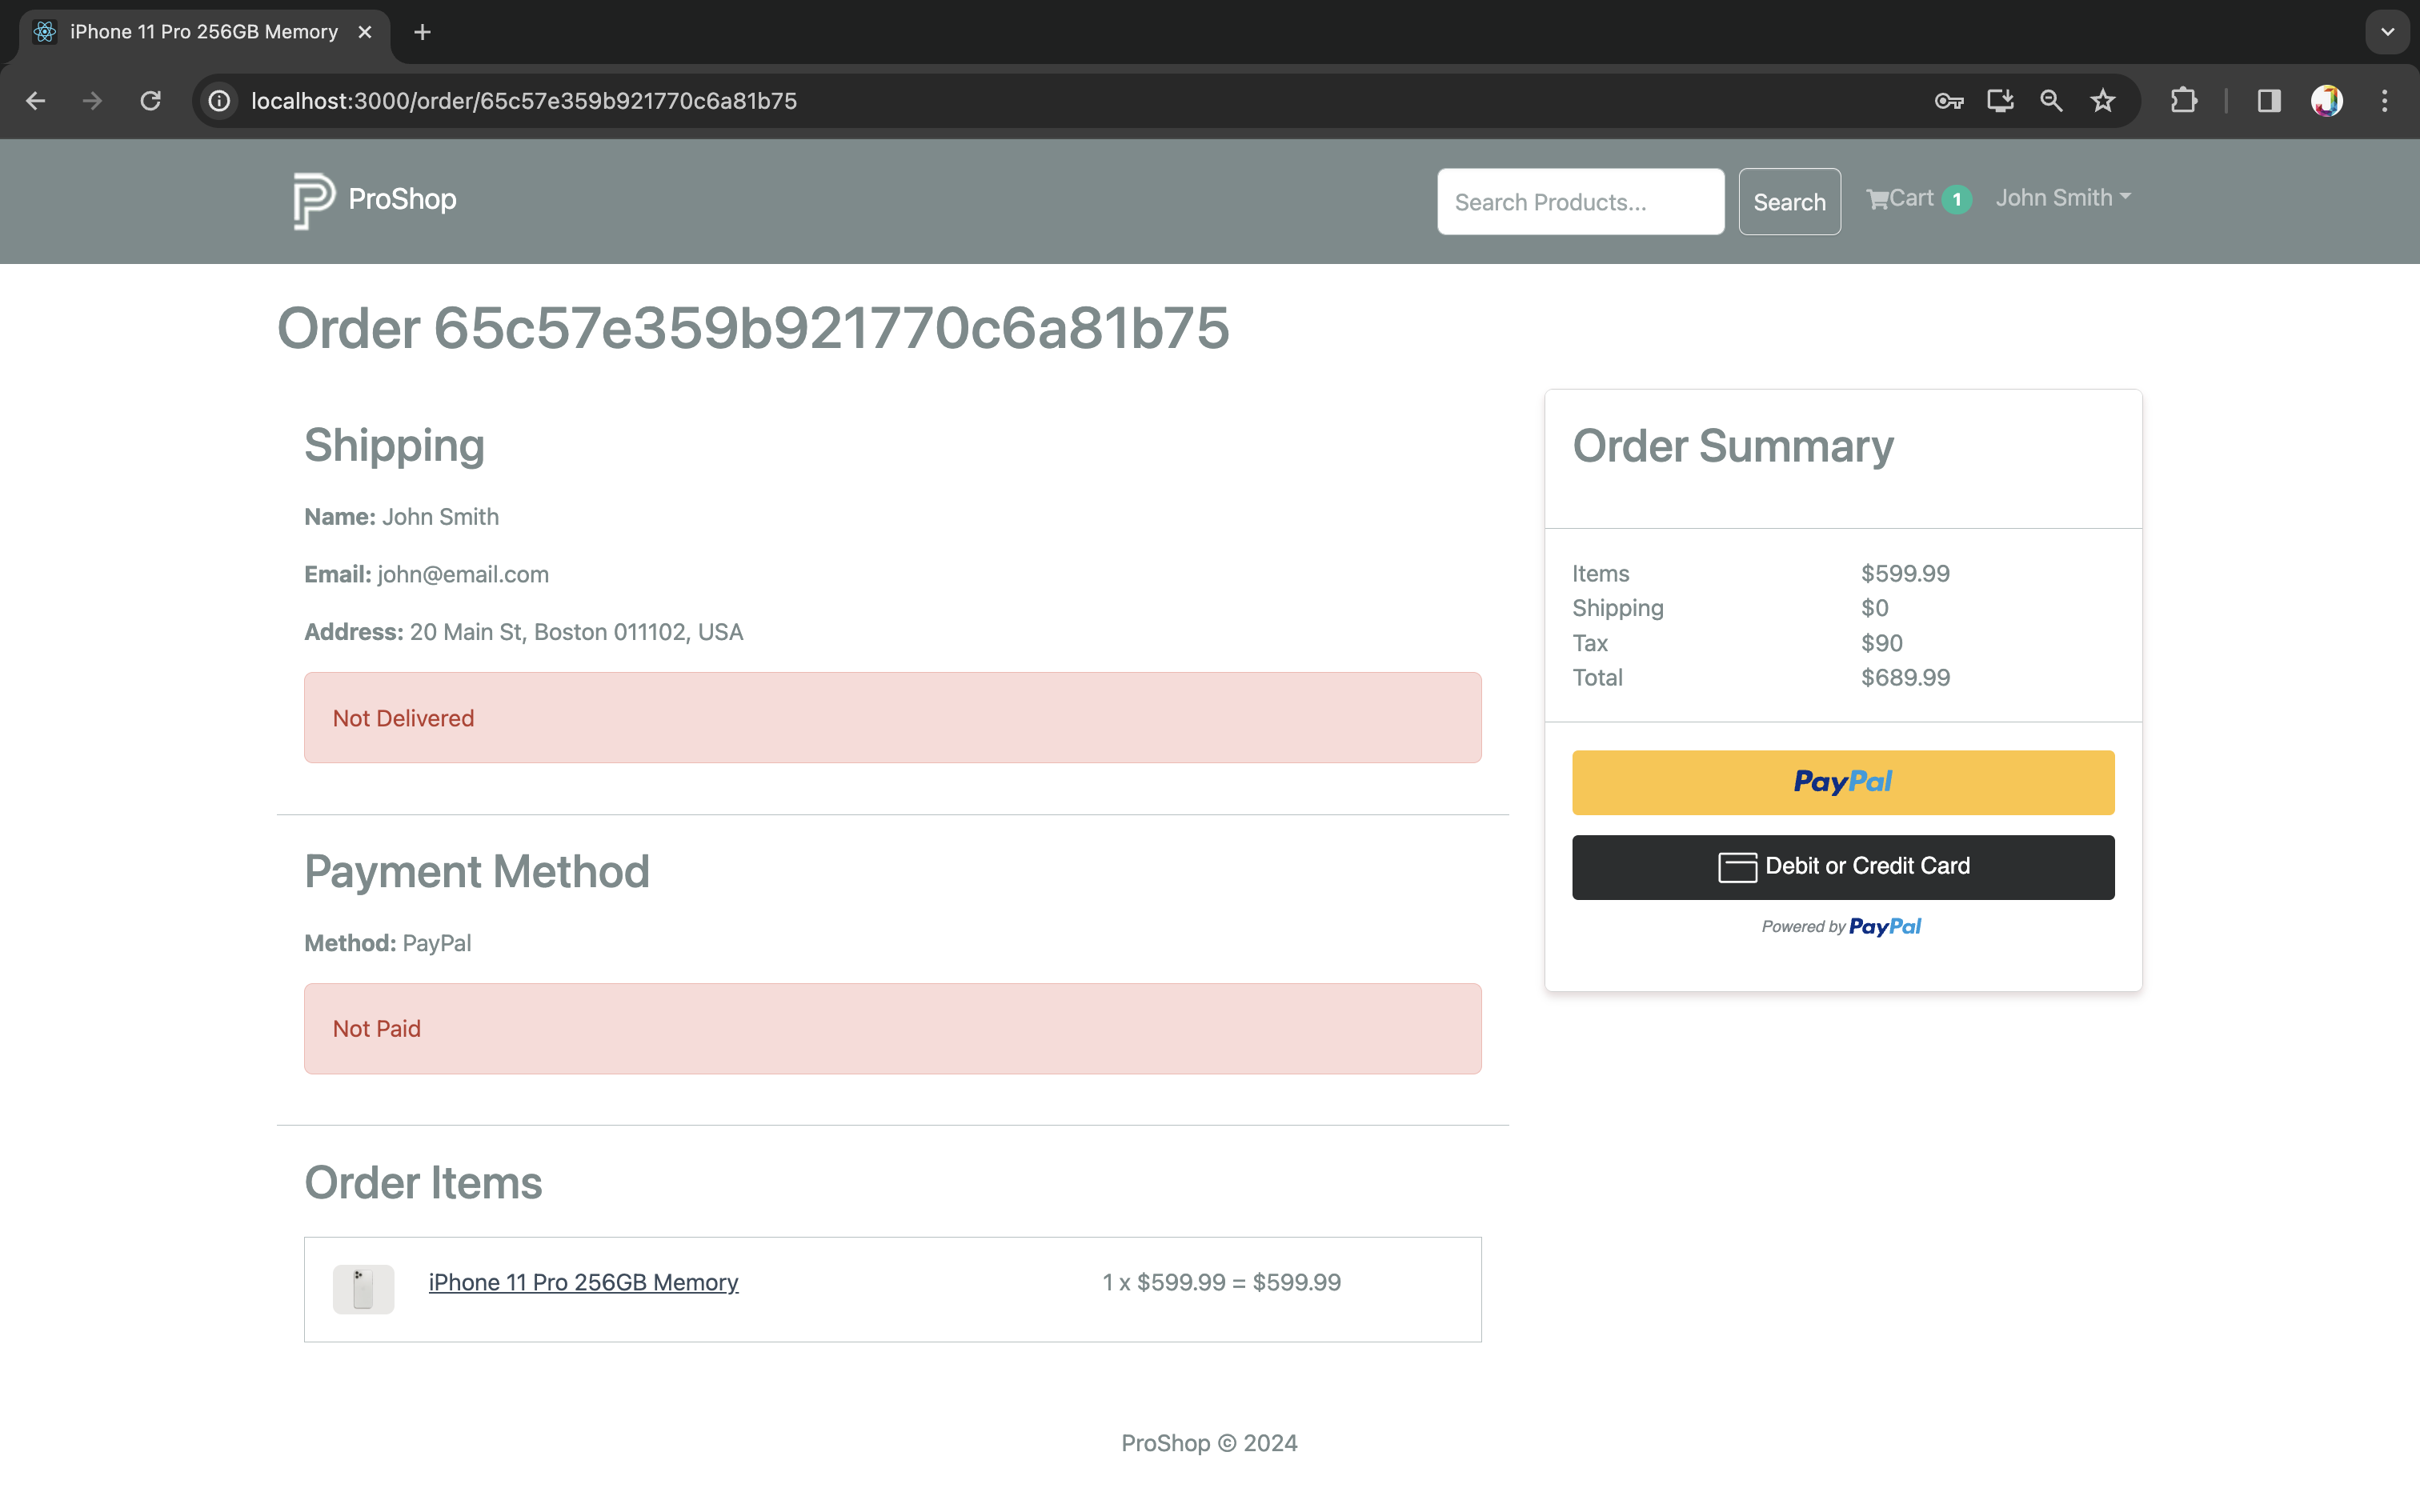 iPhone 11 Pro 256GB Memory
localhost:3000/order/65c57e359b921770c6a81b75
ProShop
Search Products...
Search
Cart 1
John Smith
Order 65c57e359b921770c6a81b75
Shipping
Name: John Smith
Email: john@email.com
Address: 20 Main St, Boston 011102, USA
Not Delivered
Payment Method
Method: PayPal
Not Paid
Order Items
iPhone 11 Pro 256GB Memory 1 x $599.99 = $599.99
Order Summary
Items $599.99
Shipping $0
Tax $90
Total $689.99
PayPal
Debit or Credit Card
Powered by PayPal
ProShop © 2024